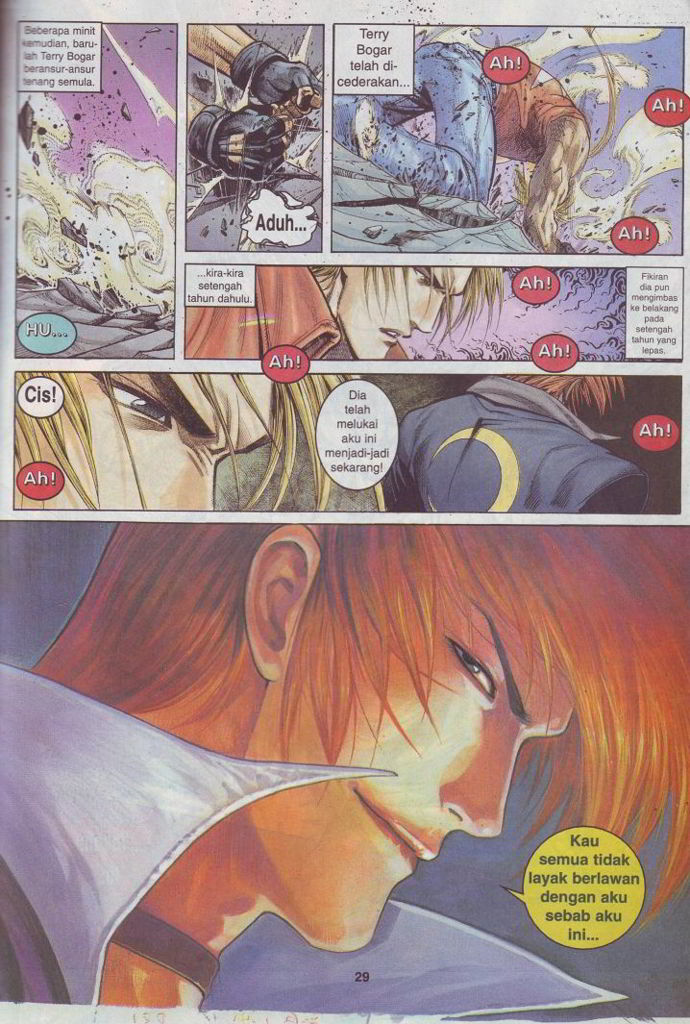 Beberapa minit
kemudian, baru-
lah Terry Bogar
beransur-ansur
tenang semula.
HU...
Aduh...
Terry
Bogar
telah di-
cederakan...
Ah!
Ah!
Ah!
...kira-kira
setengah
tahun dahulu.
Ah!
Ah!
Fikiran
dia pun
mengimbas
ke belakang
pada
setengah
tahun yang
lepas.
Ah!
Cis!
Ah!
Dia
telah
melukai
aku ini
menjadi-jadi
sekarang!
Ah!
Kau
semua tidak
layak berlawan
dengan aku
sebab aku
ini...
29